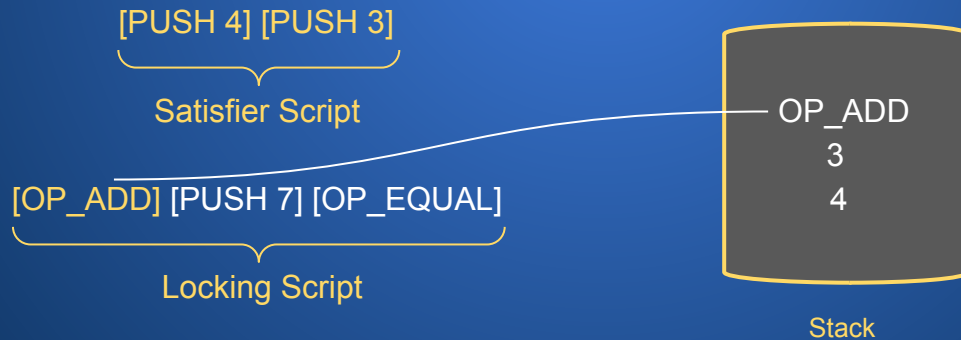 [PUSH 4] [PUSH 3]
Satisfier Script
[OP_ADD] [PUSH 7] [OP_EQUAL]
Locking Script
OP_ADD
3
4
Stack